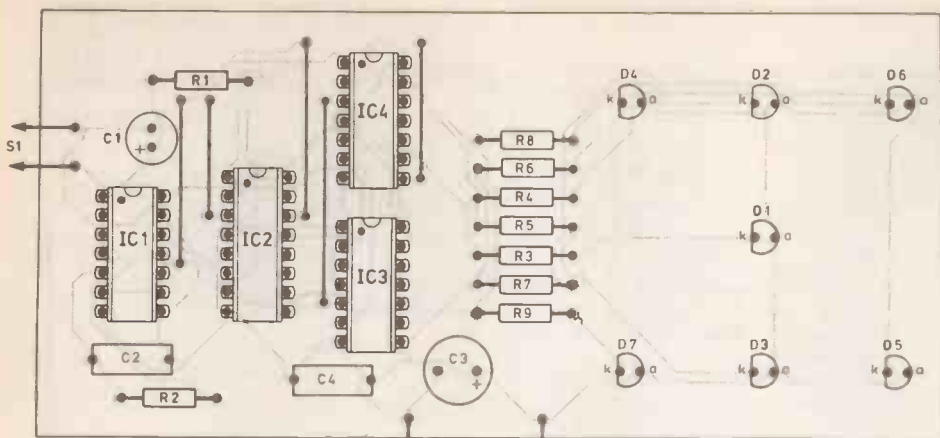 D4
D2
D6
k a
k a
k a
R1
IC4
C1
+
S1
R8
R6
R4
R5
R3
R7
R9
D1
k a
IC1
IC2
IC3
C2
C4
C3
+
R2
D7
D3
D5
k a
k a
k a